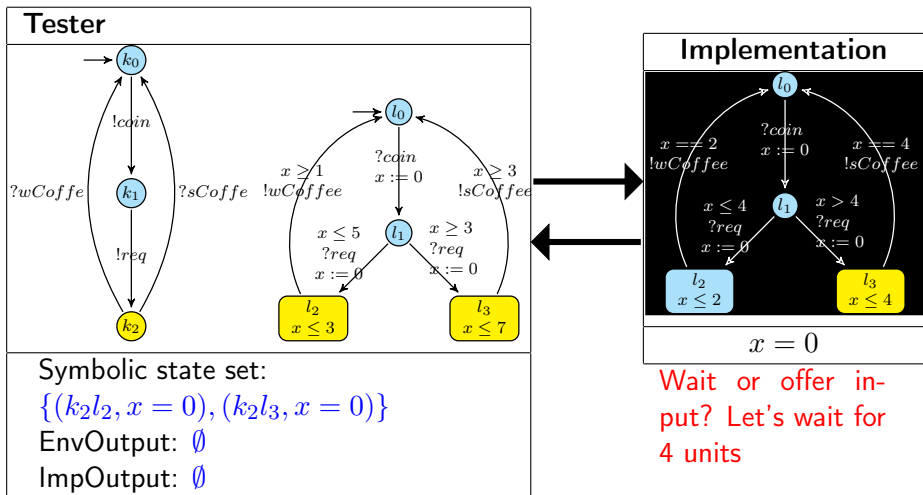 Tester
k0
!coin
?wCoffe
k1
?sCoffe
!req
k2
l0
x ≥ 1
!wCoffee
?coin
x := 0
x ≥ 3
!sCoffee
l1
x ≤ 5
?req
x := 0
x ≥ 3
?req
x := 0
l2
x ≤ 3
l3
x ≤ 7
Symbolic state set:
{(k2l2, x = 0), (k2l3, x = 0)}
EnvOutput: ∅
ImpOutput: ∅
Implementation
l0
x == 2
!wCoffee
?coin
x := 0
x == 4
!sCoffee
l1
x ≤ 4
?req
x := 0
x > 4
?req
x := 0
l2
x ≤ 2
l3
x ≤ 4
x = 0
Wait or offer in-
put? Let's wait for
4 units